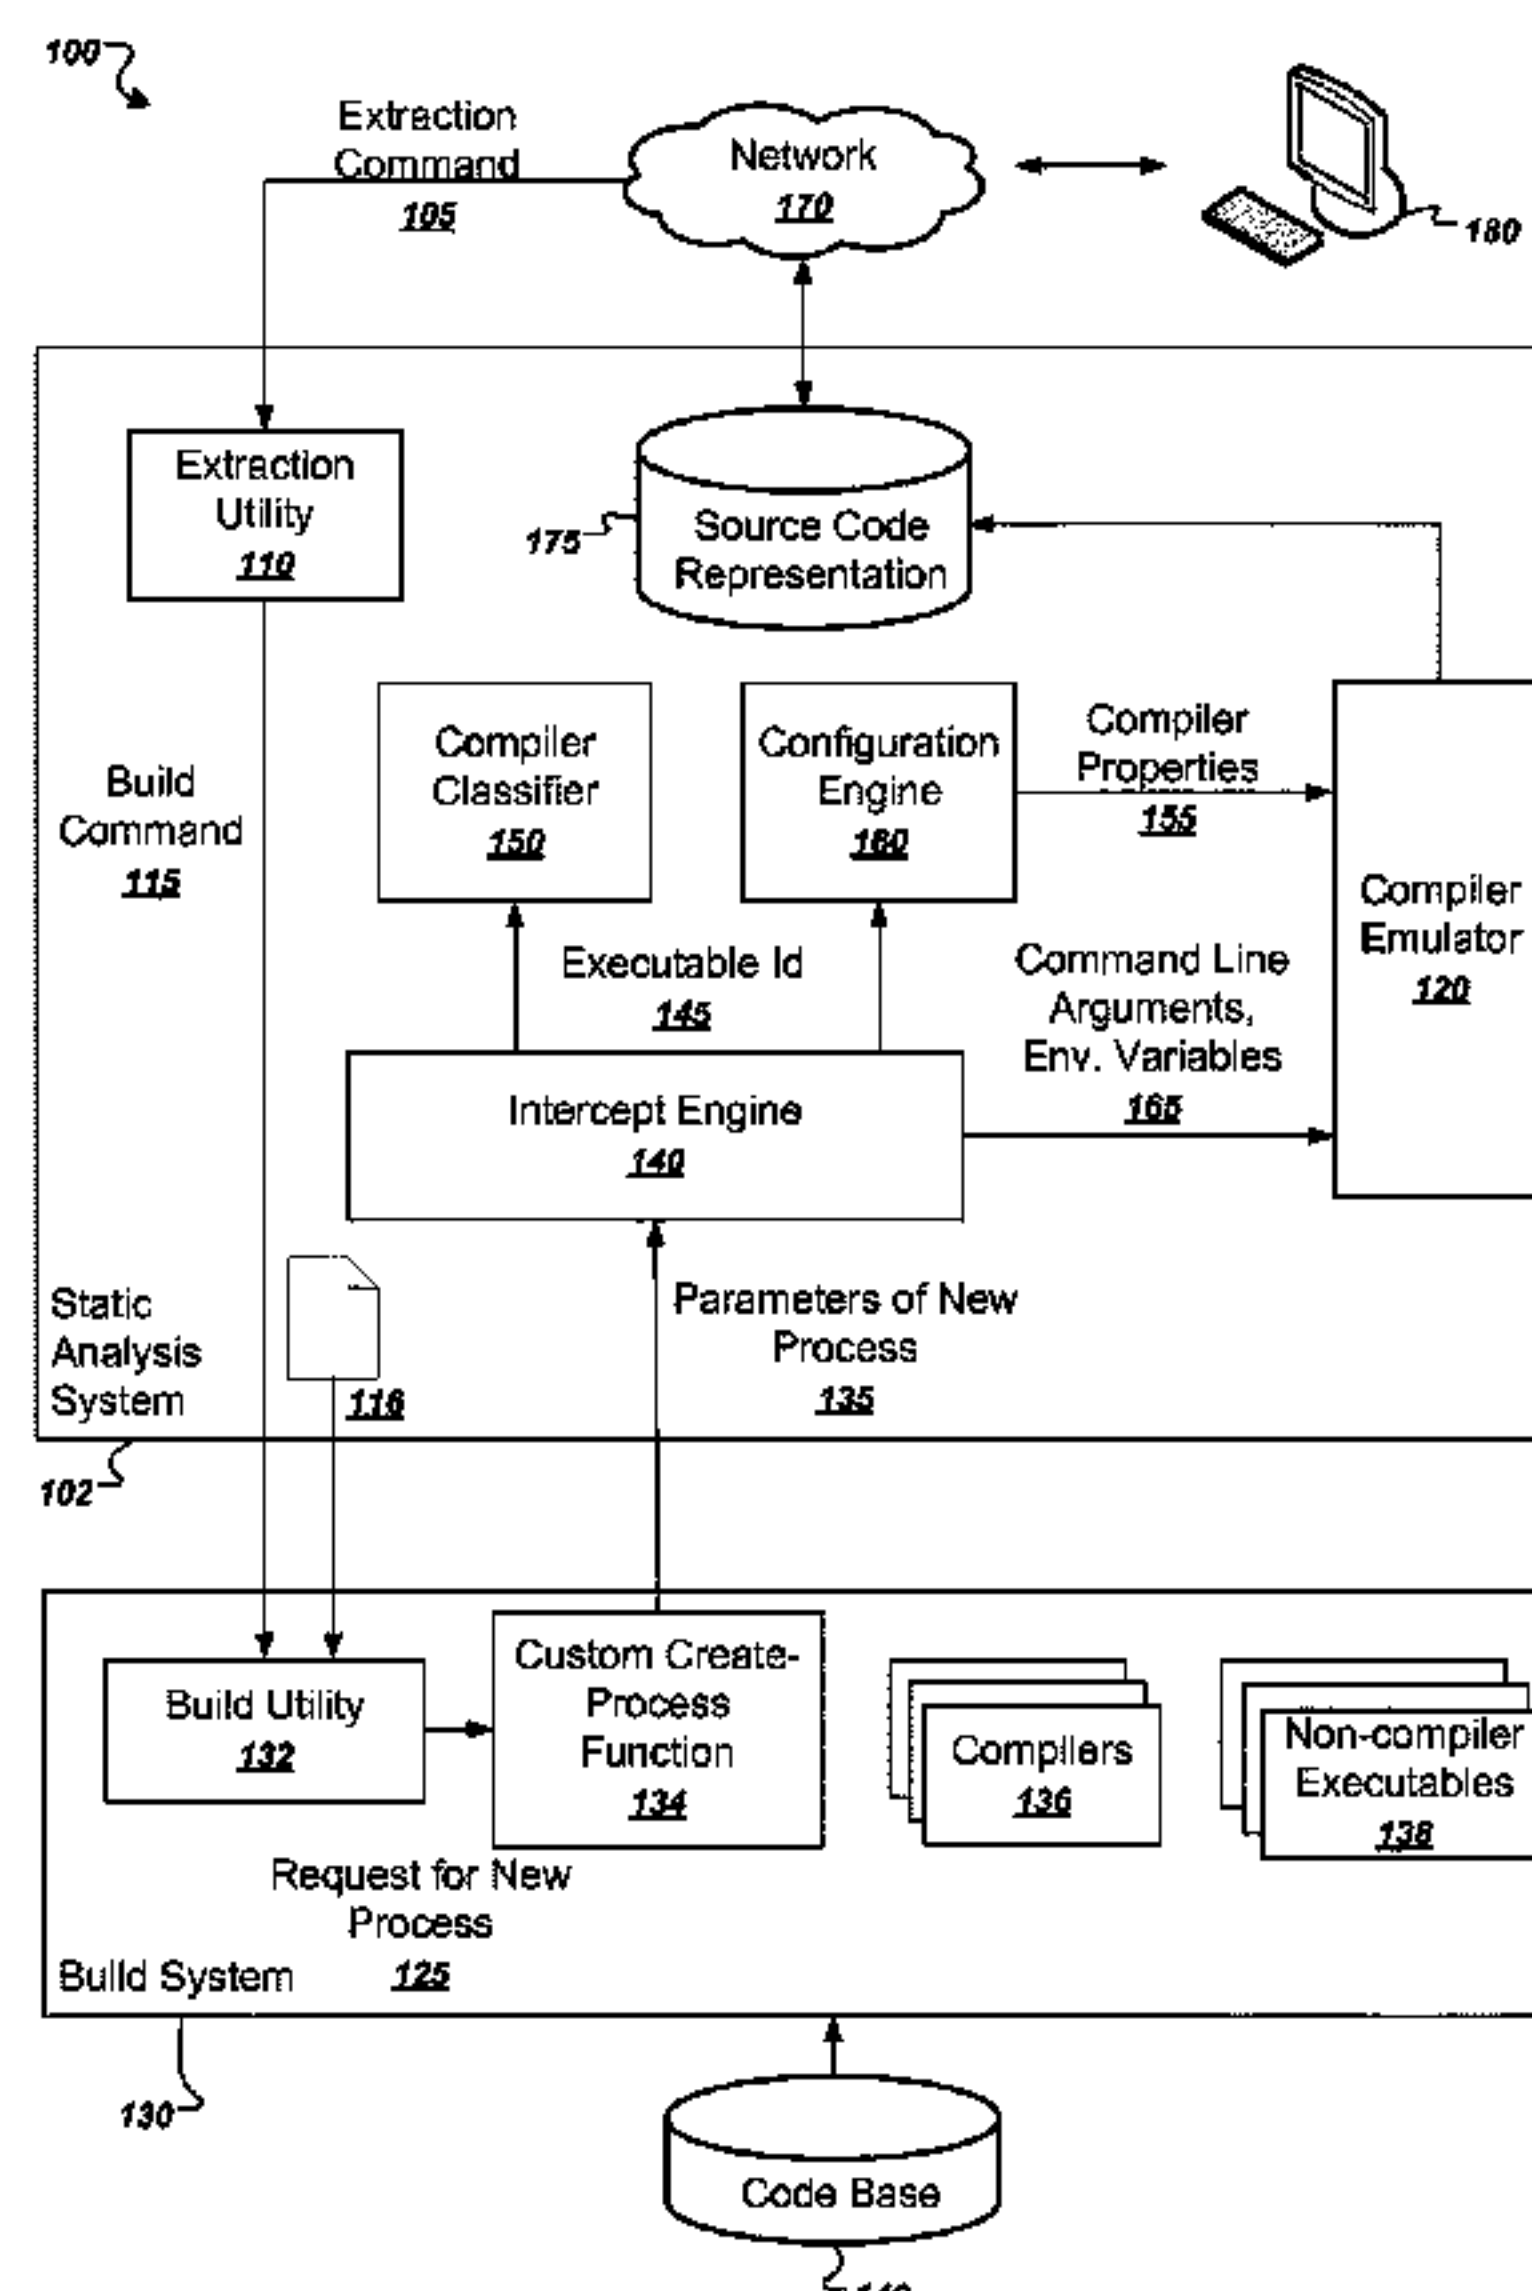 100
Extraction
Command
105
Network
170
180
Extraction
Utility
110
175
Source Code
Representation
Build
Command
115
Compiler
Classifier
150
Configuration
Engine
160
Compiler
Properties
155
Compiler
Emulator
120
Executable Id
145
Command Line
Arguments,
Env. Variables
165
Intercept Engine
140
Static
Analysis
System
116
Parameters of New
Process
135
102
Build Utility
132
Custom Create-
Process
Function
134
Compilers
136
Non-compiler
Executables
138
Request for New
Process
125
Build System
130
Code Base